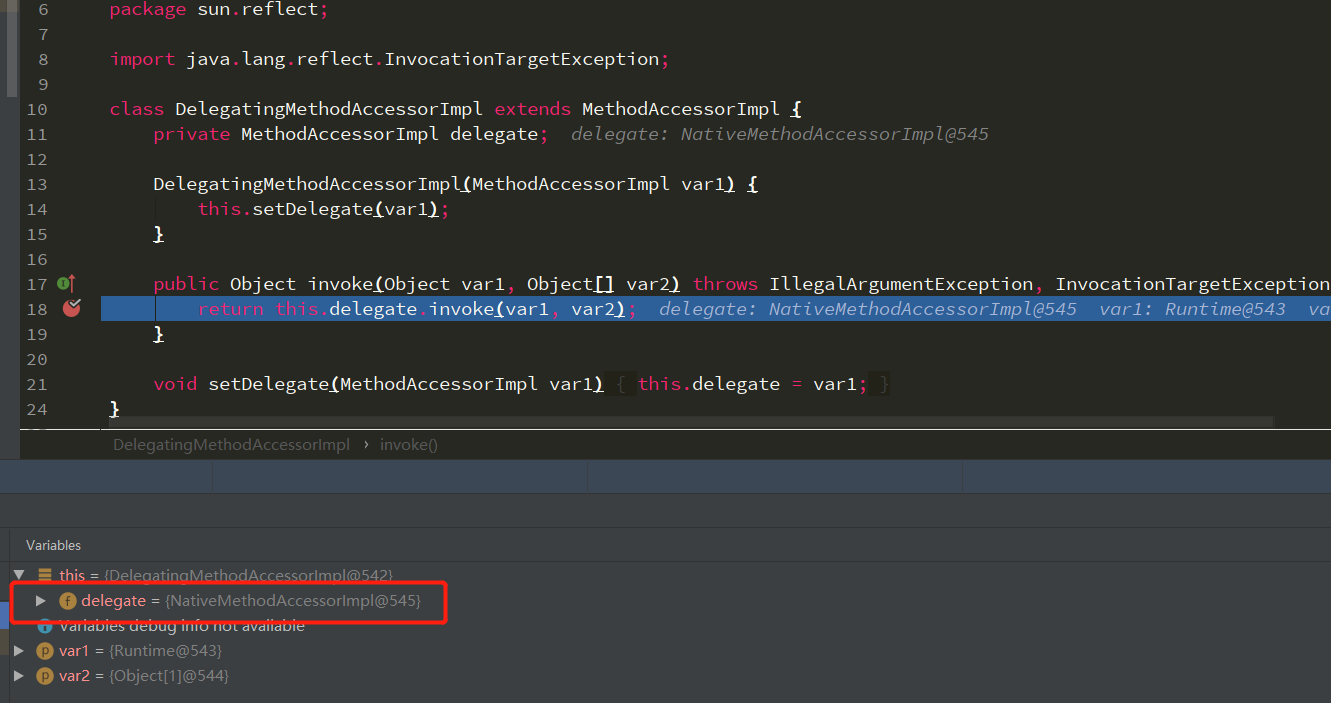 6 package sun.reflect;
7
8 import java.lang.reflect.InvocationTargetException;
9
10 class DelegatingMethodAccessorImpl extends MethodAccessorImpl {
11 private MethodAccessorImpl delegate; delegate: NativeMethodAccessorImpl@545
12
13 DelegatingMethodAccessorImpl(MethodAccessorImpl var1) {
14 this.setDelegate(var1);
15 }
16
17 public Object invoke(Object var1, Object[] var2) throws IllegalArgumentException, InvocationTargetException
18 return this.delegate.invoke(var1, var2); delegate: NativeMethodAccessorImpl@545 var1: Runtime@543 va
19 }
20
21 void setDelegate(MethodAccessorImpl var1) { this.delegate = var1; }
24 }
DelegatingMethodAccessorImpl › invoke()
Variables
this = {DelegatingMethodAccessorImpl@542}
f delegate = {NativeMethodAccessorImpl@545}
Variables debug info not available
p var1 = {Runtime@543}
p var2 = {Object[1]@544}